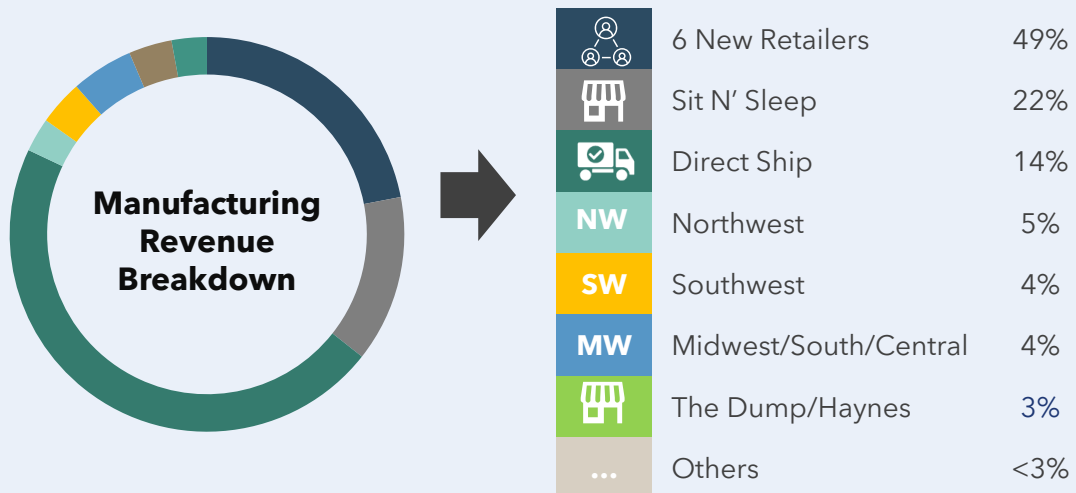 Manufacturing
Revenue
Breakdown
6 New Retailers 49%
Sit N’ Sleep 22%
Direct Ship 14%
NW Northwest 5%
SW Southwest 4%
MW Midwest/South/Central 4%
The Dump/Haynes 3%
... Others <3%